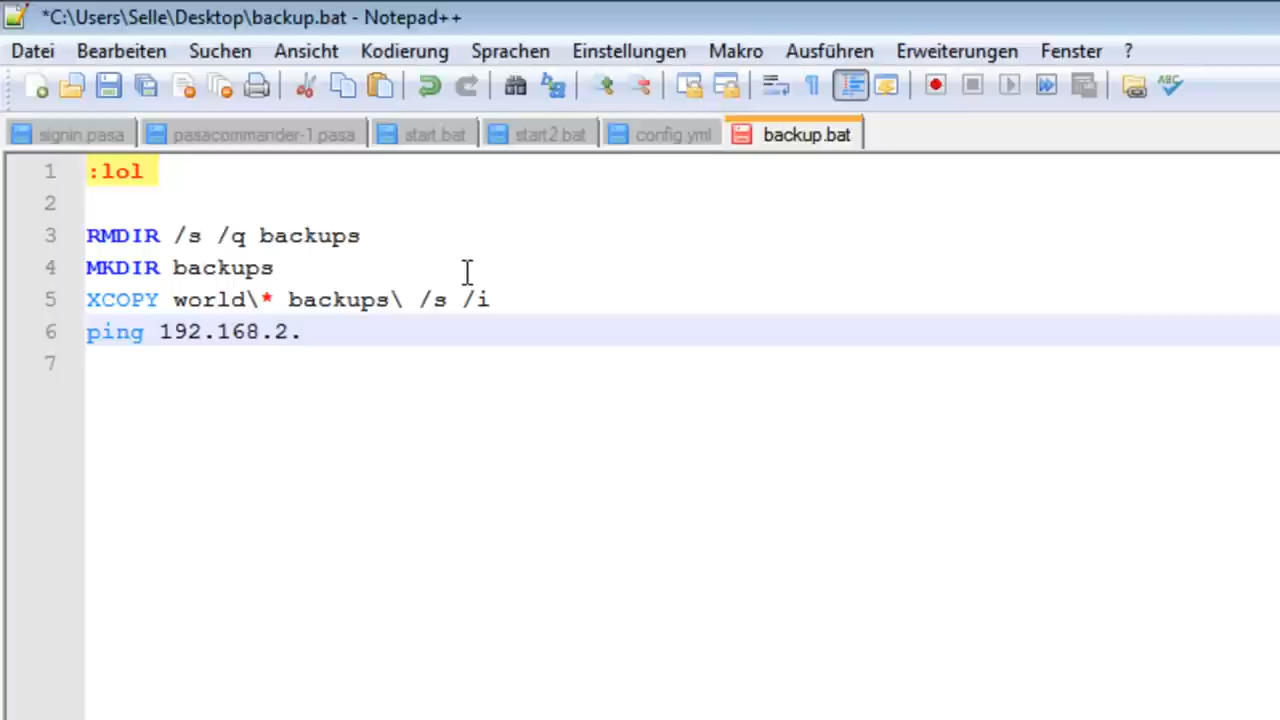 *C:\Users\Selle\Desktop\backup.bat - Notepad++
Datei Bearbeiten Suchen Ansicht Kodierung Sprachen Einstellungen Makro Ausführen Erweiterungen Fenster ?
ABC
signin.pasa pasacommander-1.pasa start.bat start2.bat config.yml backup.bat
1 :lol
2
3 RMDIR /s /q backups
4 MKDIR backups
5 XCOPY world\* backups\ /s /i
6 ping 192.168.2.
7